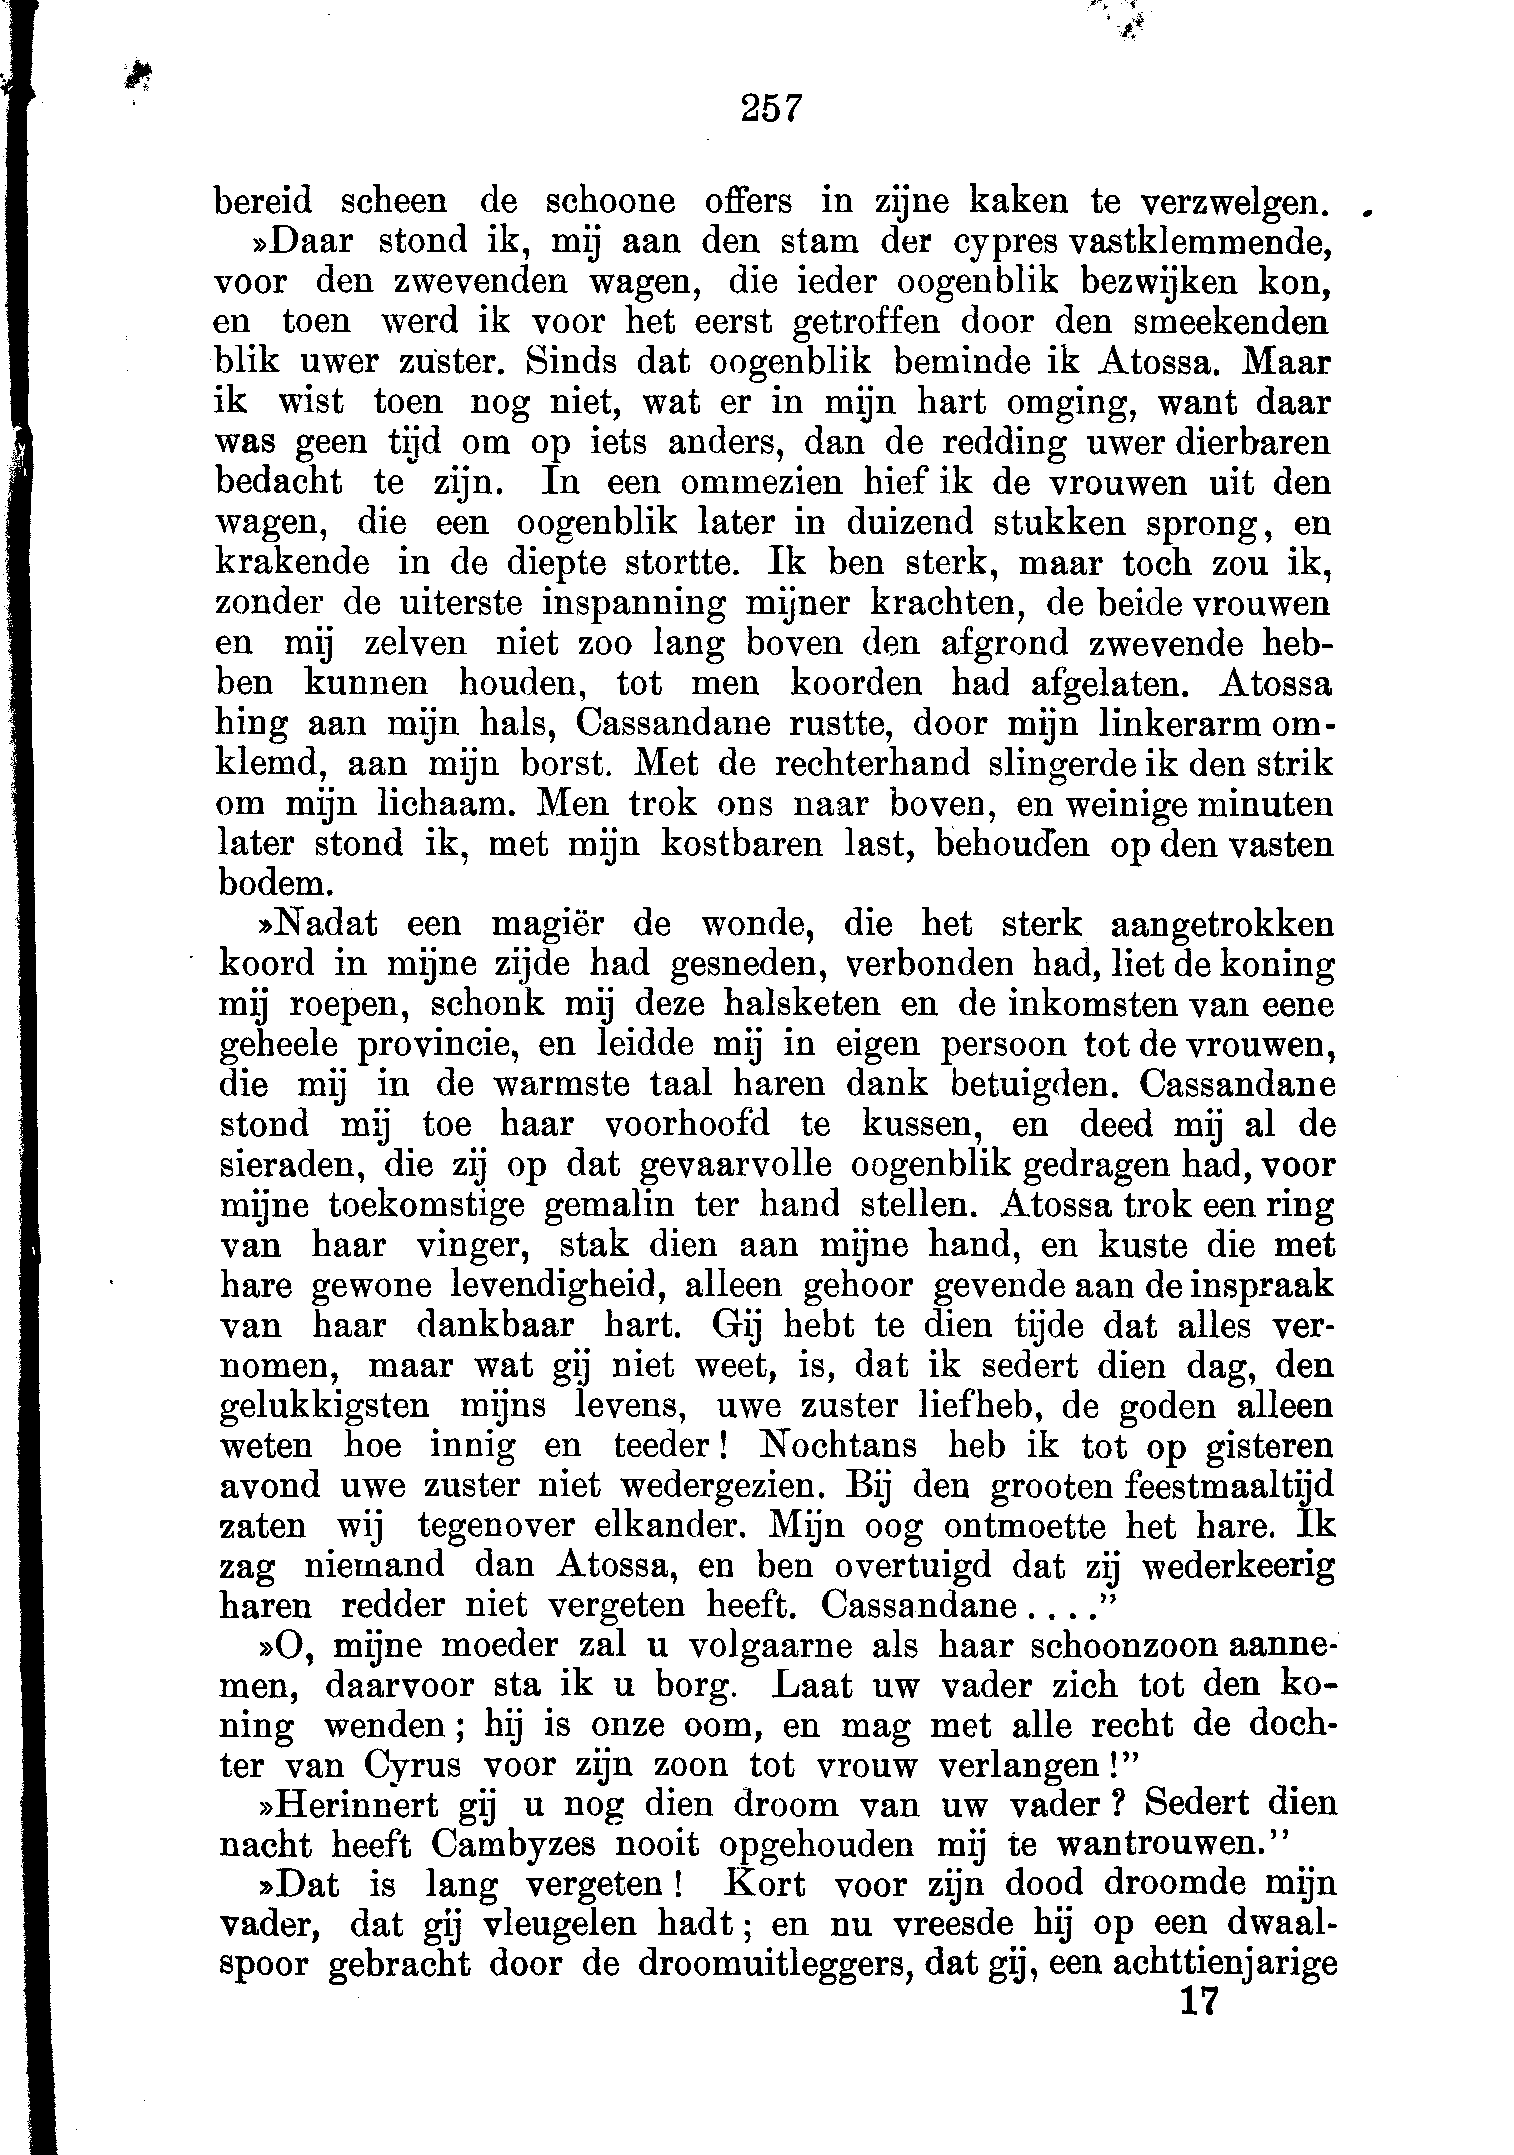 257
bereid scheen de schoone offers in zijne kaken te verzwelgen.
»Daar stond ik, mij aan den stam der cypres vastklemmende,
voor den zwevenden wagen, die ieder oogenblik bezwijken kon,
en toen werd ik voor het eerst getroffen door den smeekenden
blik uwer zuster. Sinds dat oogenblik beminde ik Atossa. Maar
ik wist toen nog niet, wat er in mijn hart omging, want daar
was geen tijd om op iets anders, dan de redding uwer dierbaren
bedacht te zijn. In een ommezien hief ik de vrouwen uit den
wagen, die een oogenblik later in duizend stukken sprong, en
krakende in de diepte stortte. Ik ben sterk, maar toch zou ik,
zonder de uiterste inspanning mijner krachten, de beide vrouwen
en mij zelven niet zoo lang boven den afgrond zwevende heb-
ben kunnen houden, tot men koorden had afgelaten. Atossa
hing aan mijn hals, Cassandane rustte, door mijn linkerarm om-
klemd, aan mijn borst. Met de rechterhand slingerde ik den strik
om mijn lichaam. Men trok ons naar boven, en weinige minuten
later stond ik, met mijn kostbaren last, behouden op den vasten
bodem.
»Nadat een magiër de wonde, die het sterk aangetrokken
koord in mijne zijde had gesneden, verbonden had, liet de koning
mij roepen, schonk mij deze halsketen en de inkomsten van eene
geheele provincie, en leidde mij in eigen persoon tot de vrouwen,
die mij in de warmste taal haren dank betuigden. Cassandane
stond mij toe haar voorhoofd te kussen, en deed mij al de
sieraden, die zij op dat gevaarvolle oogenblik gedragen had, voor
mijne toekomstige gemalin ter hand stellen. Atossa trok een ring
van haar vinger, stak dien aan mijne hand, en kuste die met
hare gewone levendigheid, alleen gehoor gevende aan de inspraak
van haar dankbaar hart. Gij hebt te dien tijde dat alles ver-
nomen, maar wat gij niet weet, is, dat ik sedert dien dag, den
gelukkigsten mijns levens, uwe zuster liefheb, de goden alleen
weten hoe innig en teeder! Nochtans heb ik tot op gisteren
avond uwe zuster niet wedergezien. Bij den grooten feestmaaltijd
zaten wij tegenover elkander. Mijn oog ontmoette het hare. Ik
zag niemand dan Atossa, en ben overtuigd dat zij wederkeerig
haren redder niet vergeten heeft. Cassandane ...."
»O, mijne moeder zal u volgaarne als haar schoonzoon aanne-
men, daarvoor sta ik u borg. Laat uw vader zich tot den ko-
ning wenden; hij is onze oom, en mag met alle recht de doch-
ter van Cyrus voor zijn zoon tot vrouw verlangen!"
»Herinnert gij u nog dien droom van uw vader? Sedert dien
nacht heeft Cambyzes nooit opgehouden mij te wantrouwen."
»Dat is lang vergeten! Kort voor zijn dood droomde mijn
vader, dat gij vleugelen hadt; en nu vreesde hij op een dwaal-
spoor gebracht door de droomuitleggers, dat gij, een achttienjarige
17